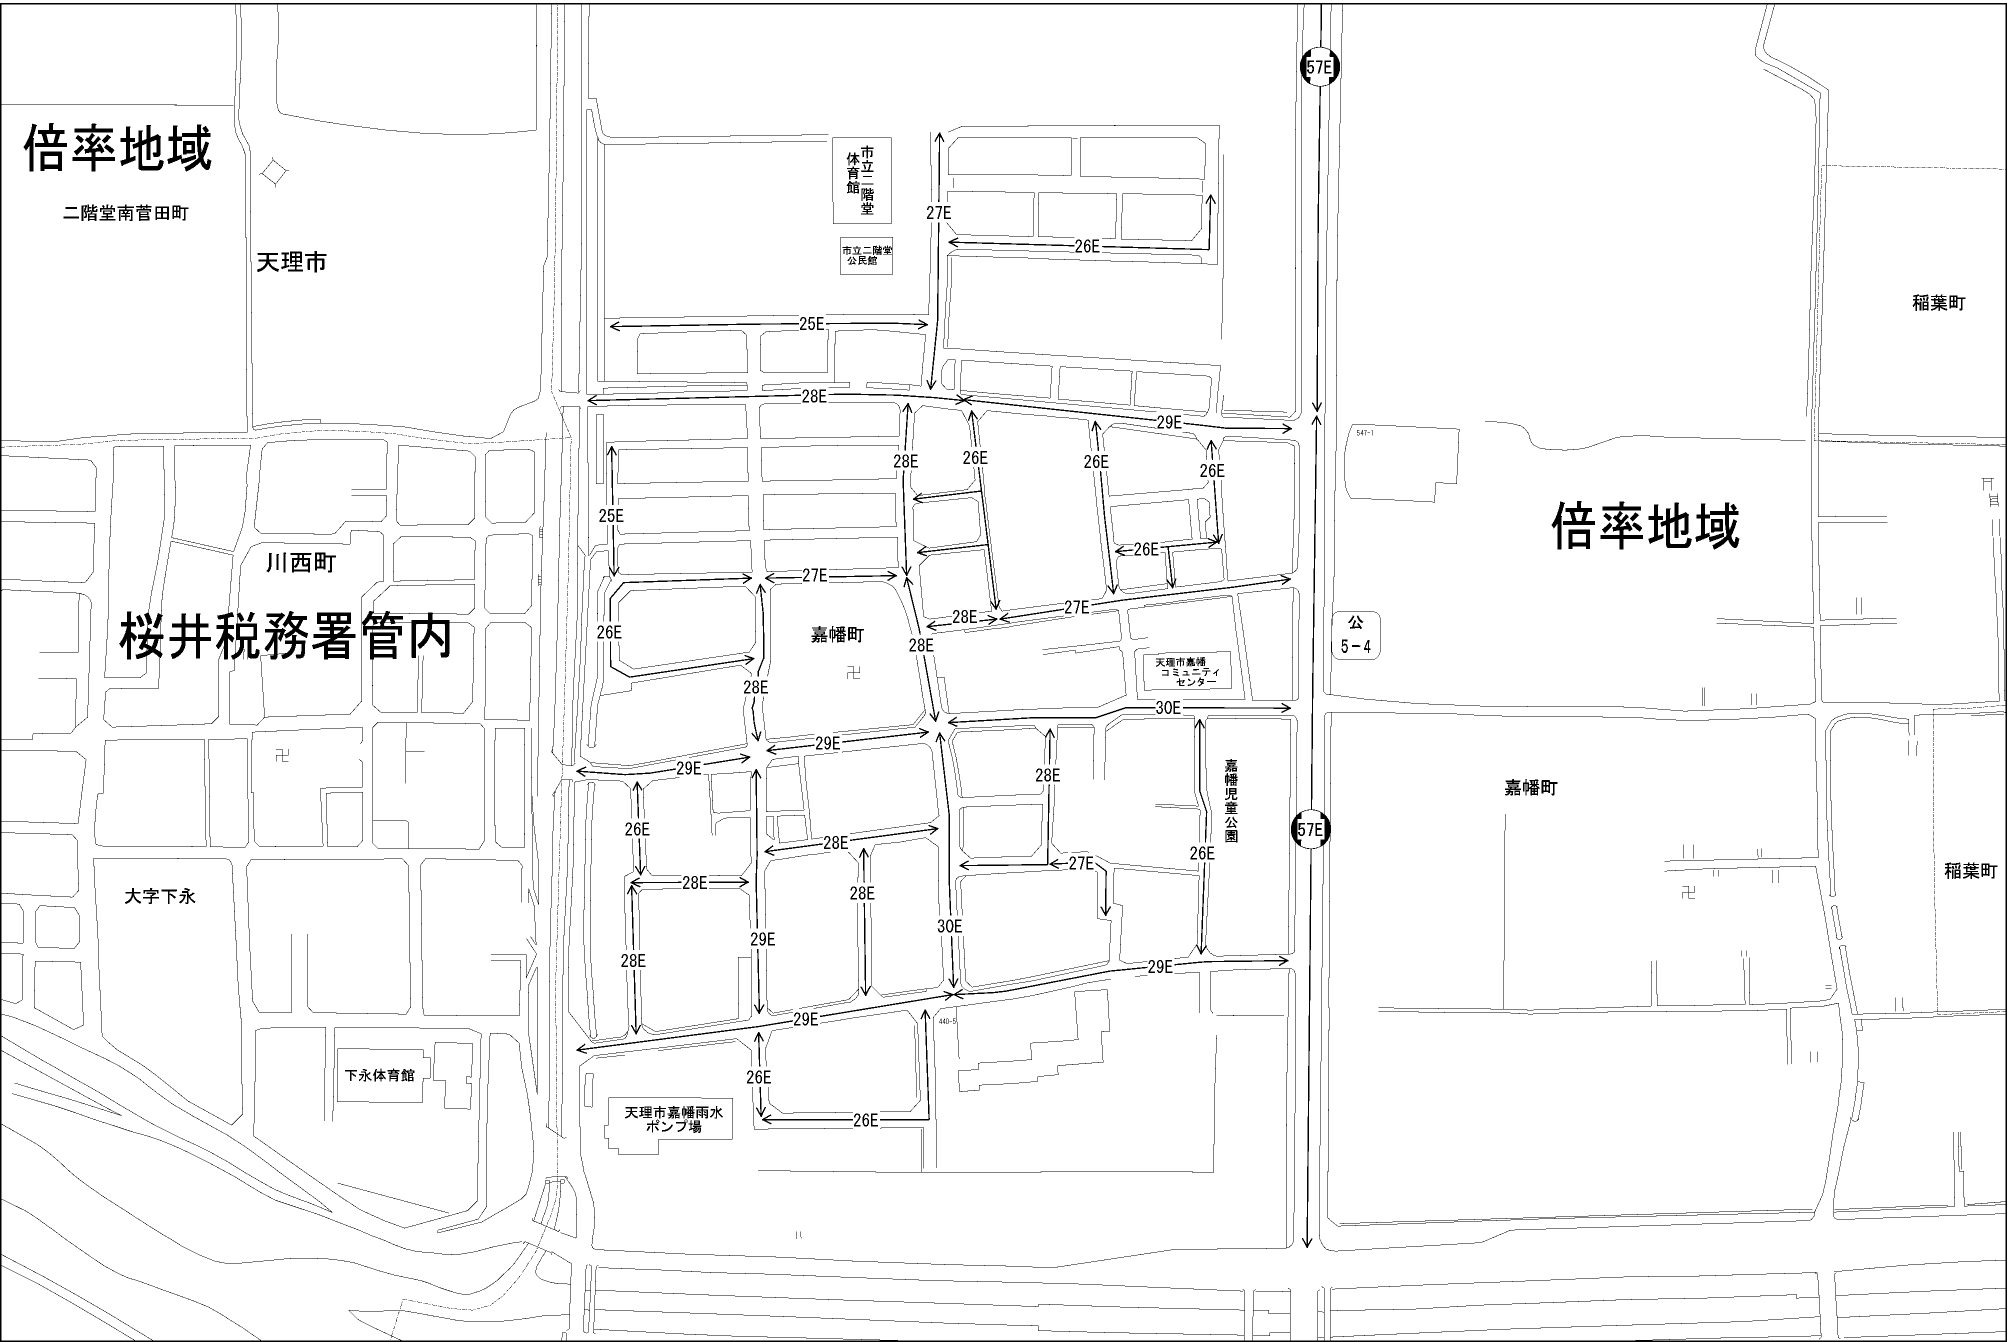 57E
倍率地域
二階堂南菅田町
天理市
市立二階堂
体育館
市立二階堂
公民館
27E
26E
稲葉町
25E
28E
29E
547-1
28E
26E
26E
26E
25E
26E
倍率地域
川西町
桜井税務署管内
27E
27E
28E
26E
嘉幡町
卍
28E
公
5-4
天理市嘉幡
コミュニティ
センター
28E
30E
29E
29E
卍
28E
嘉幡児童公園
嘉幡町
26E
28E
57E
26E
27E
28E
28E
卍
稲葉町
大字下永
29E
30E
28E
29E
29E
440-5
下永体育館
26E
天理市嘉幡雨水
ポンプ場
26E